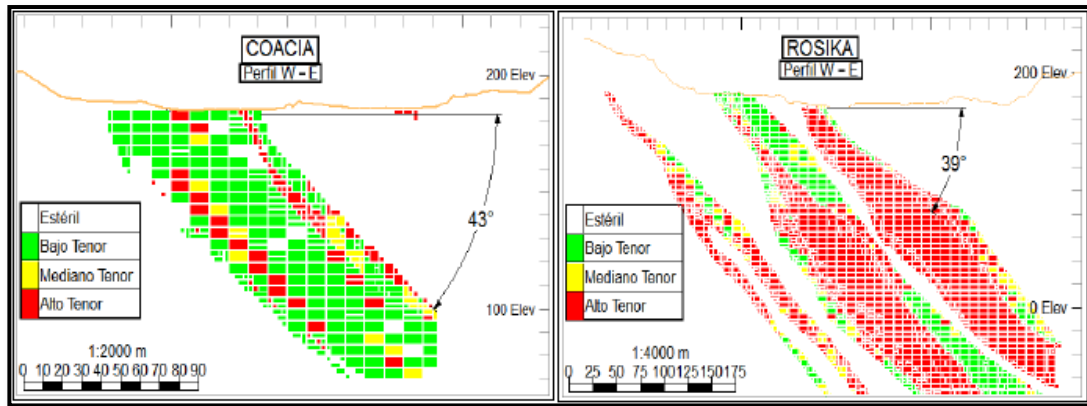 COACIA
Perfil W - E
200 Elev
43°
Estéril
Bajo Tenor
Mediano Tenor
Alto Tenor
100 Elev
1:2000 m
0 10 20 30 40 50 60 70 80 90
ROSIKA
Perfil W - E
200 Elev
39°
Estéril
Bajo Tenor
Mediano Tenor
Alto Tenor
0 Elev
1:4000 m
0 25 50 75 100125150175